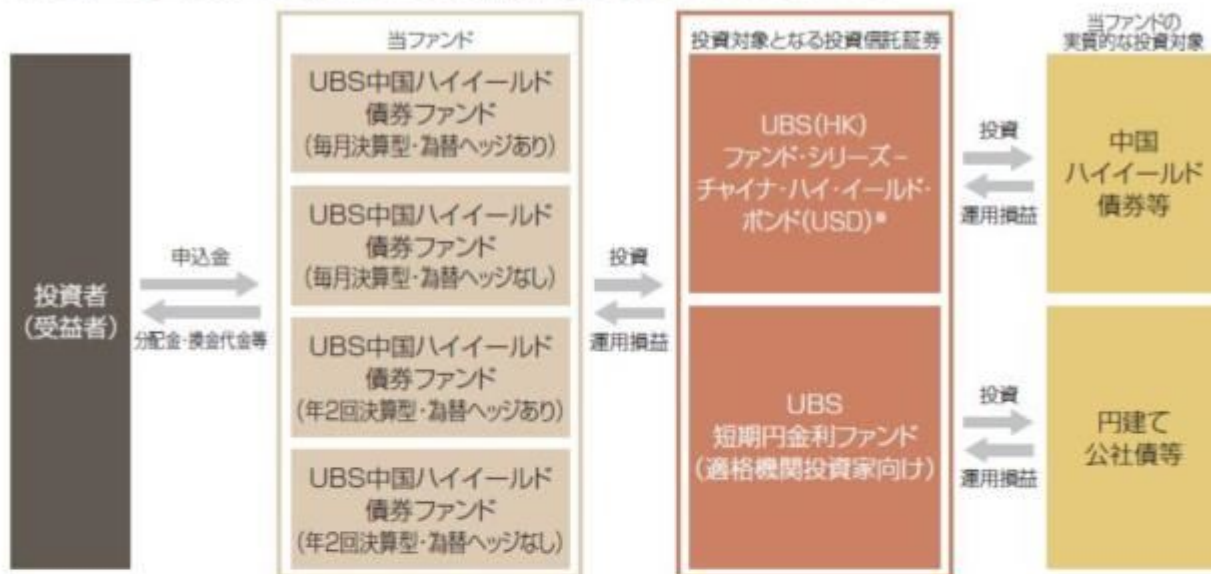 投資者
(受益者)
申込金
分配金・換金代金等
当ファンド
UBS中国ハイイールド
債券ファンド
(毎月決算型・為替ヘッジあり)
UBS中国ハイイールド
債券ファンド
(毎月決算型・為替ヘッジなし)
UBS中国ハイイールド
債券ファンド
(年2回決算型・為替ヘッジあり)
UBS中国ハイイールド
債券ファンド
(年2回決算型・為替ヘッジなし)
投資
運用損益
投資対象となる投資信託証券
UBS(HK)
ファンド・シリーズ－
チャイナ・ハイ・イールド・
ボンド(USD)*
UBS
短期円金利ファンド
(適格機関投資家向け)
投資
運用損益
投資
運用損益
当ファンドの
実質的な投資対象
中国
ハイイールド
債券等
円建て
公社債等